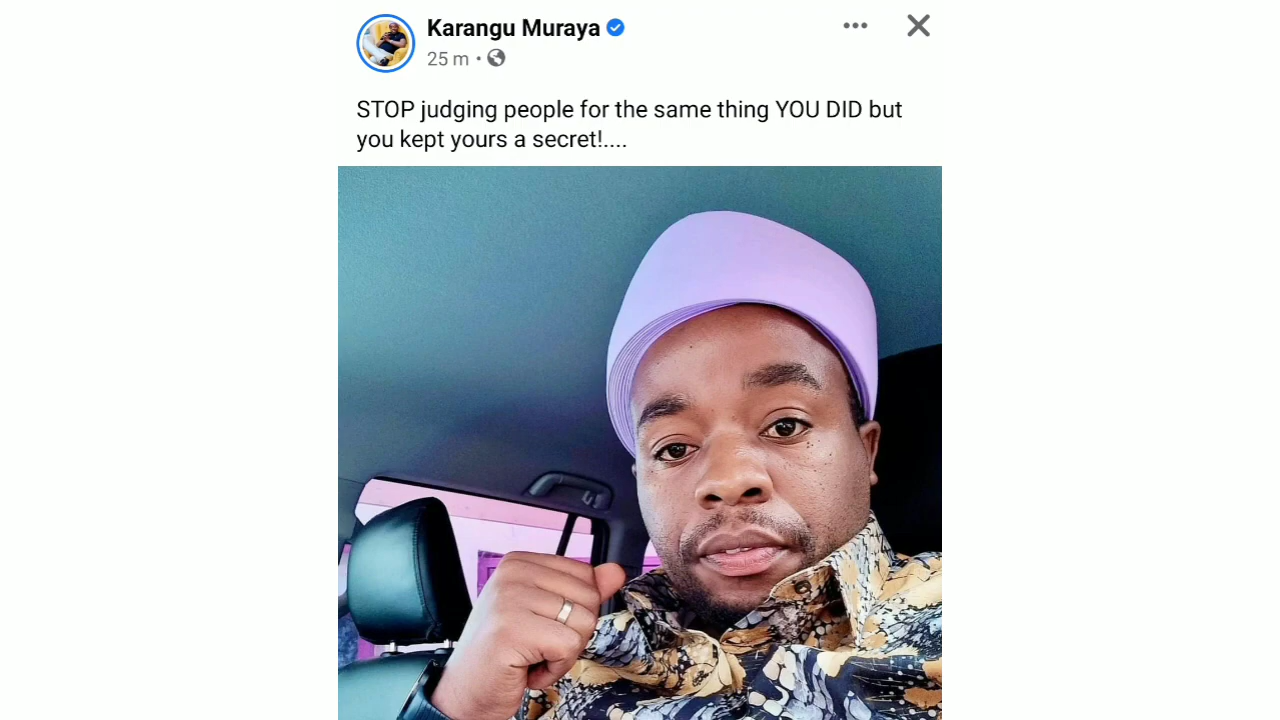 Karangu Muraya
25 m
STOP judging people for the same thing YOU DID but
you kept yours a secret!....